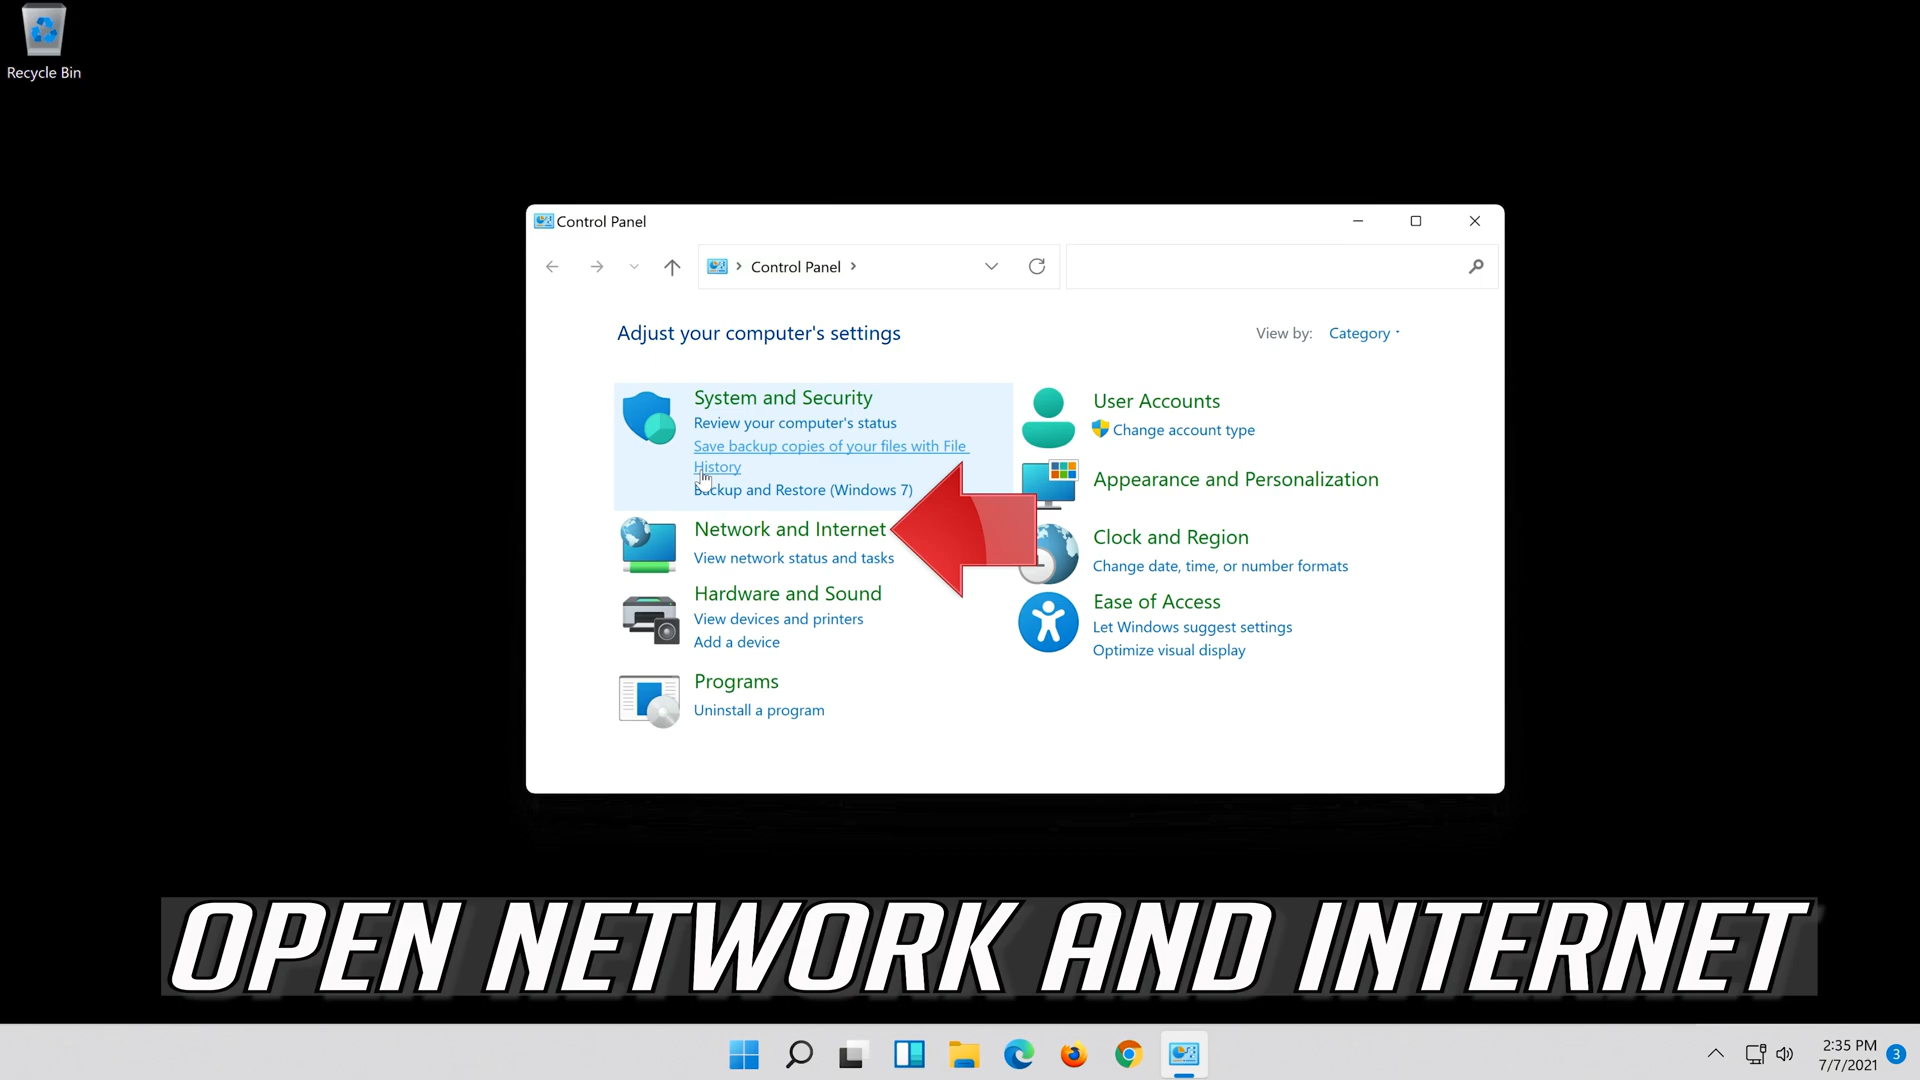 Recycle Bin
Control Panel
Control Panel
Adjust your computer's settings
View by: Category
System and Security
Review your computer's status
Save backup copies of your files with File
History
Backup and Restore (Windows 7)
Network and Internet
View network status and tasks
Hardware and Sound
View devices and printers
Add a device
Programs
Uninstall a program
User Accounts
Change account type
Appearance and Personalization
Clock and Region
Change date, time, or number formats
Ease of Access
Let Windows suggest settings
Optimize visual display
OPEN NETWORK AND INTERNET
2:35 PM
7/7/2021
3